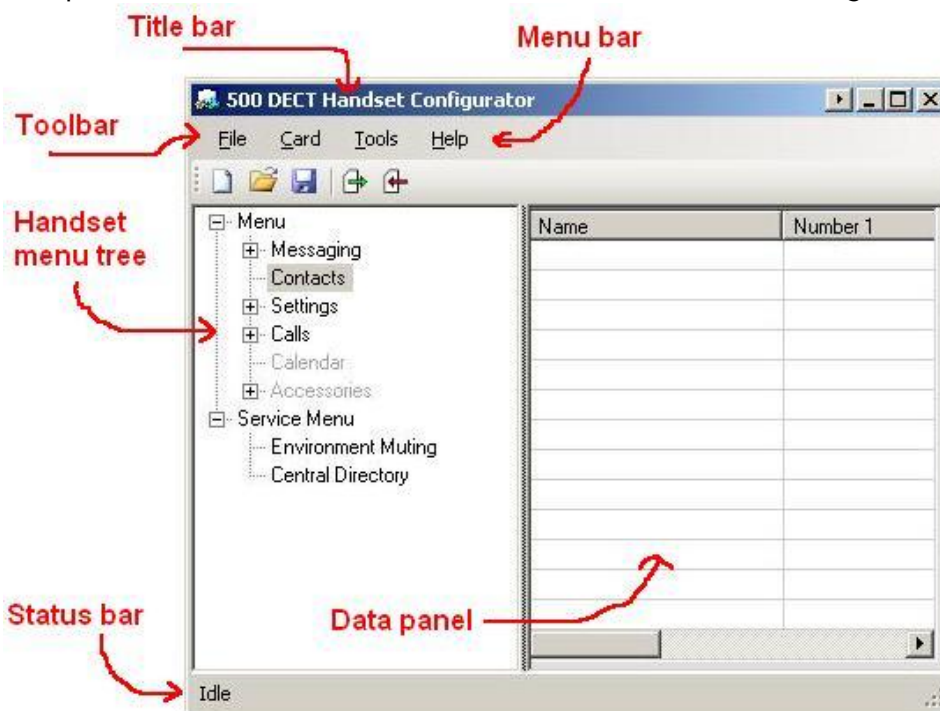 Title bar
Menu bar
500 DECT Handset Configurator
Toolbar
File Card Tools Help
Handset
menu tree
Menu
Name Number 1
Messaging
Contacts
Settings
Calls
Calendar
Accessories
Service Menu
Environment Muting
Central Directory
Status bar
Data panel
Idle